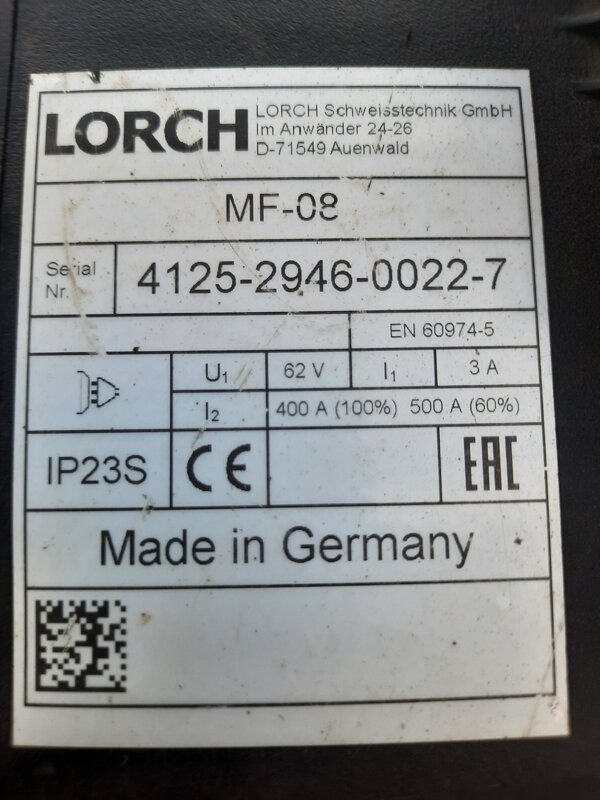 LORCH
LORCH Schweisstechnik GmbH
Im Anwänder 24-26
D-71549 Auenwald
MF-08
Serial
Nr.
4125-2946-0022-7
EN 60974-5
U1 62 V I1 3 A
I2 400 A (100%) 500 A (60%)
IP23S CE EAC
Made in Germany